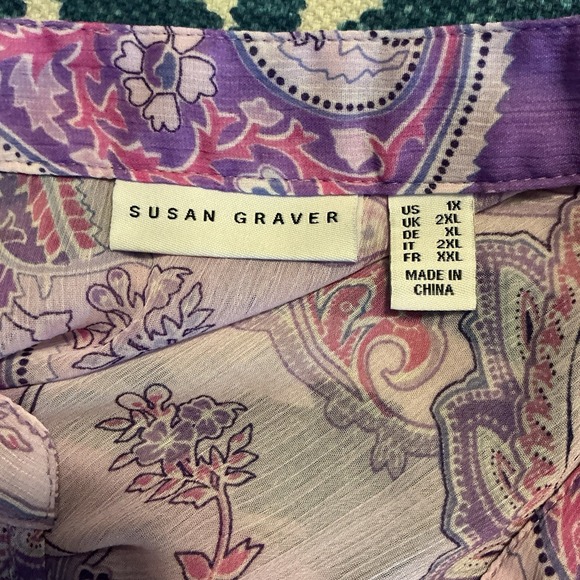 SUSAN GRAVER
US 1X
UK 2XL
DE XL
IT 2XL
FR XXL
MADE IN
CHINA